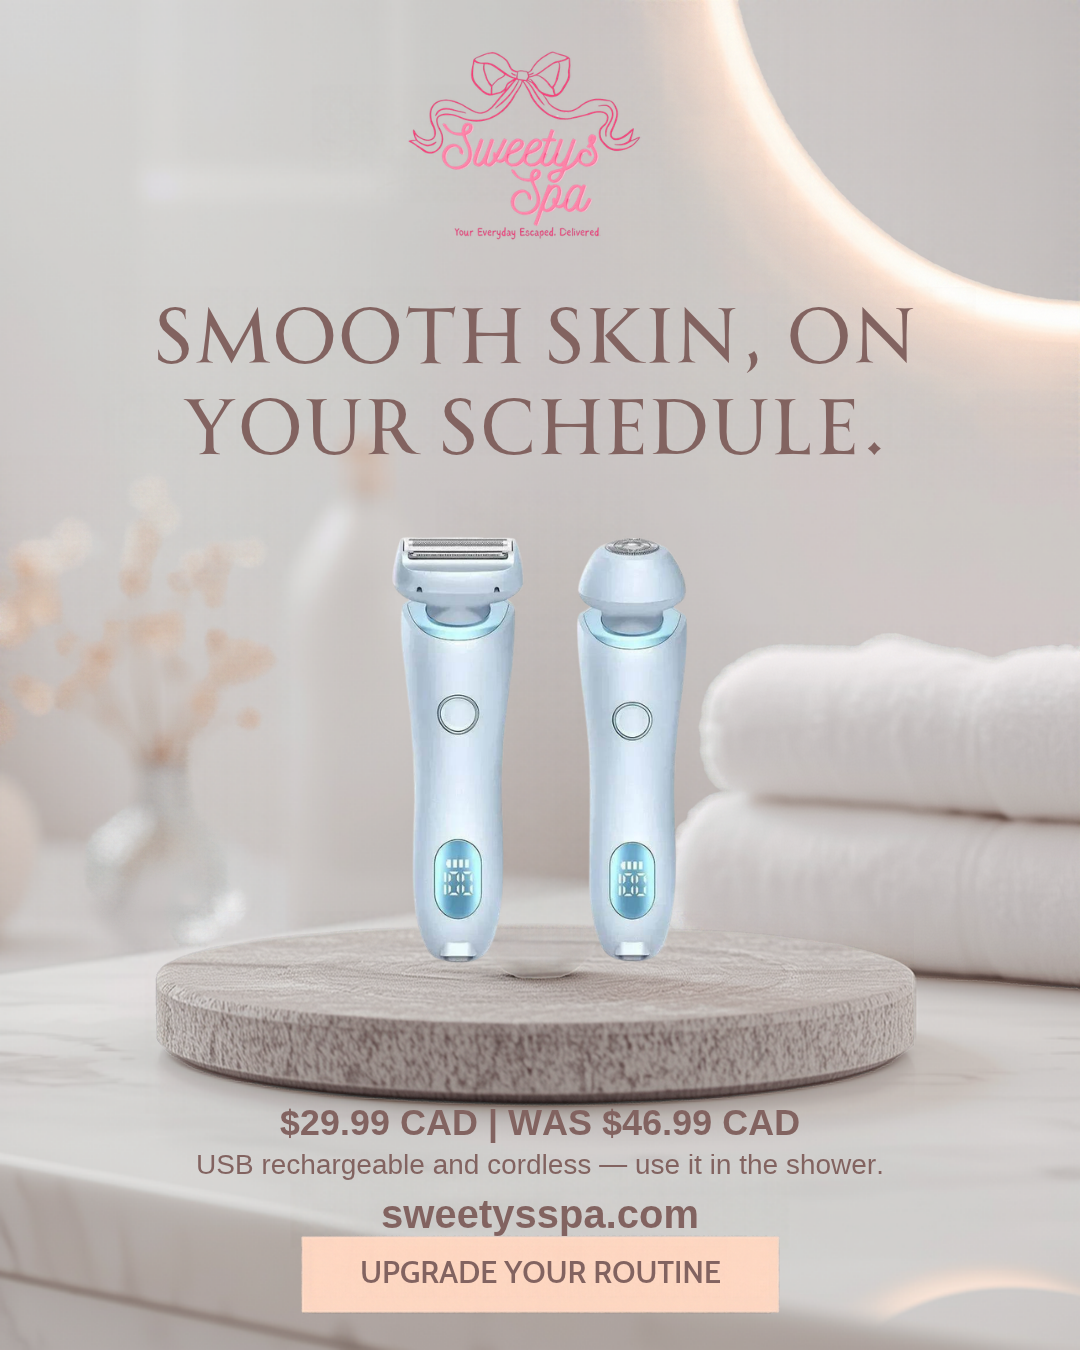 Sweetys
Spa
Your Everyday Escaped. Delivered
SMOOTH SKIN, ON
YOUR SCHEDULE.
$29.99 CAD | WAS $46.99 CAD
USB rechargeable and cordless — use it in the shower.
sweetysspa.com
UPGRADE YOUR ROUTINE